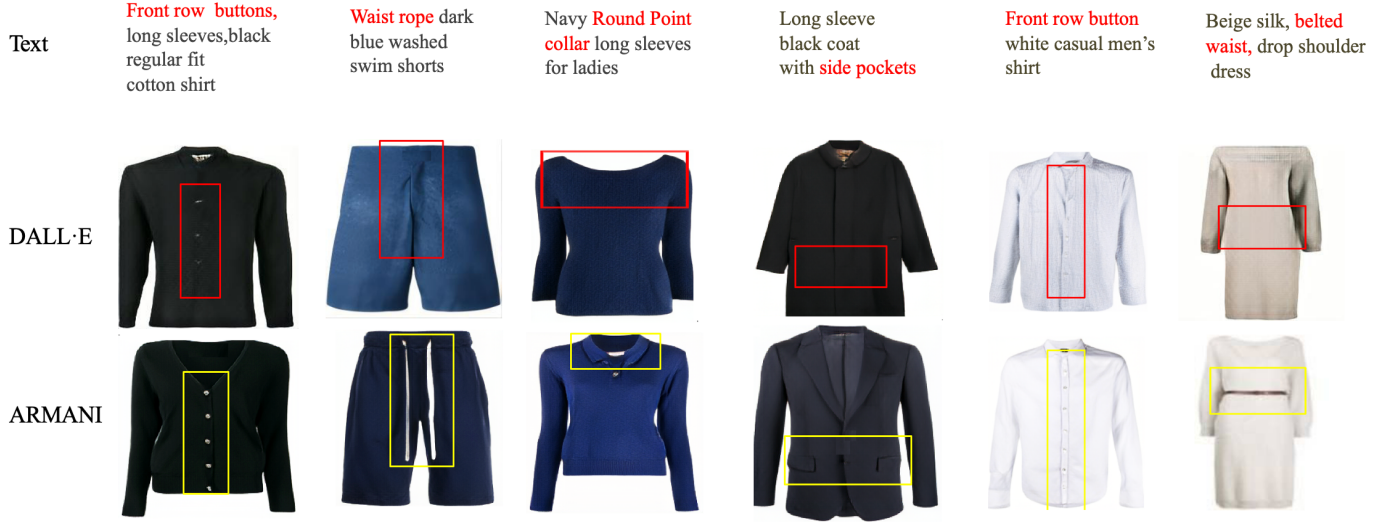 Text
Front row  buttons,
long sleeves,black
regular fit
cotton shirt
Waist rope dark
blue washed
swim shorts
Navy Round Point
collar long sleeves
for ladies
Long sleeve
black coat
with side pockets
Front row button
white casual men's
shirt
Beige silk, belted
waist, drop shoulder
dress
DALL·E
ARMANI